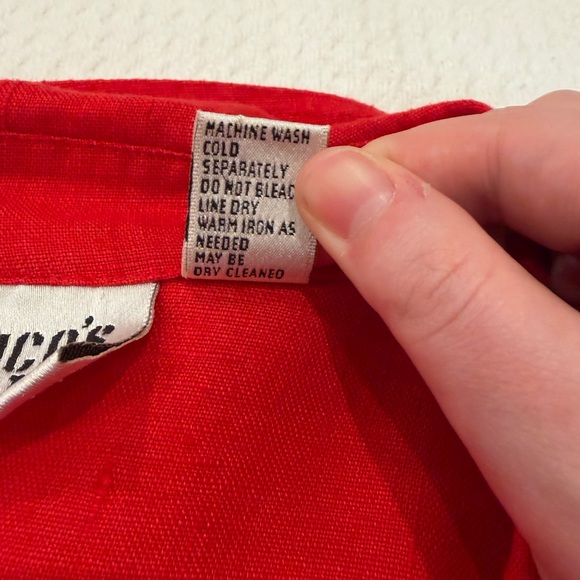 MACHINE WASH
COLD
SEPARATELY
DO NOT BLEAC
LINE DRY
WARM IRON AS
NEEDED
MAY BE
DRY CLEANED